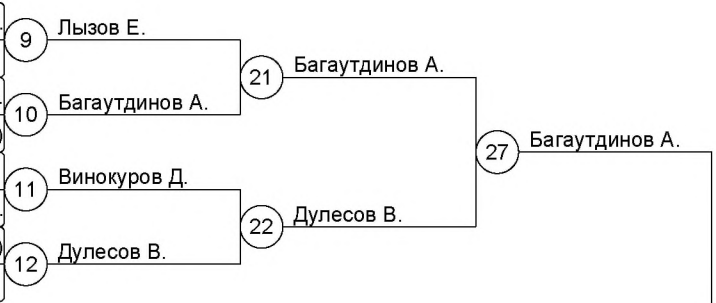 9 Лызов Е.
21 Багаутдинов А.
10 Багаутдинов А.
27 Багаутдинов А.
11 Винокуров Д.
22 Дулесов В.
12 Дулесов В.